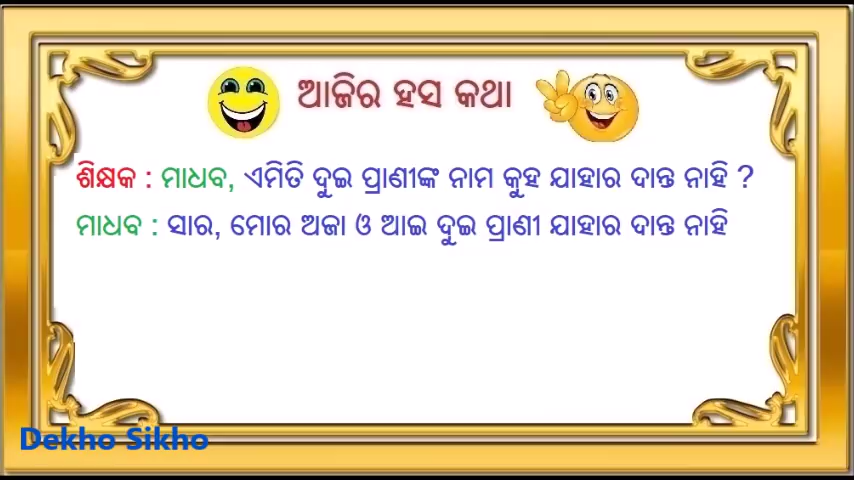 ଆଜିର ହସ କଥା
ଶିକ୍ଷକ : ମାଧବ, ଏମିତି ଦୁଇ ପ୍ରାଣୀଙ୍କ ନାମ କୁହ ଯାହାର ଦାନ୍ତ ନାହି ?
ମାଧବ : ସାର, ମୋର ଅଜା ଓ ଆଇ ଦୁଇ ପ୍ରାଣୀ ଯାହାର ଦାନ୍ତ ନାହି
Dekho Sikho